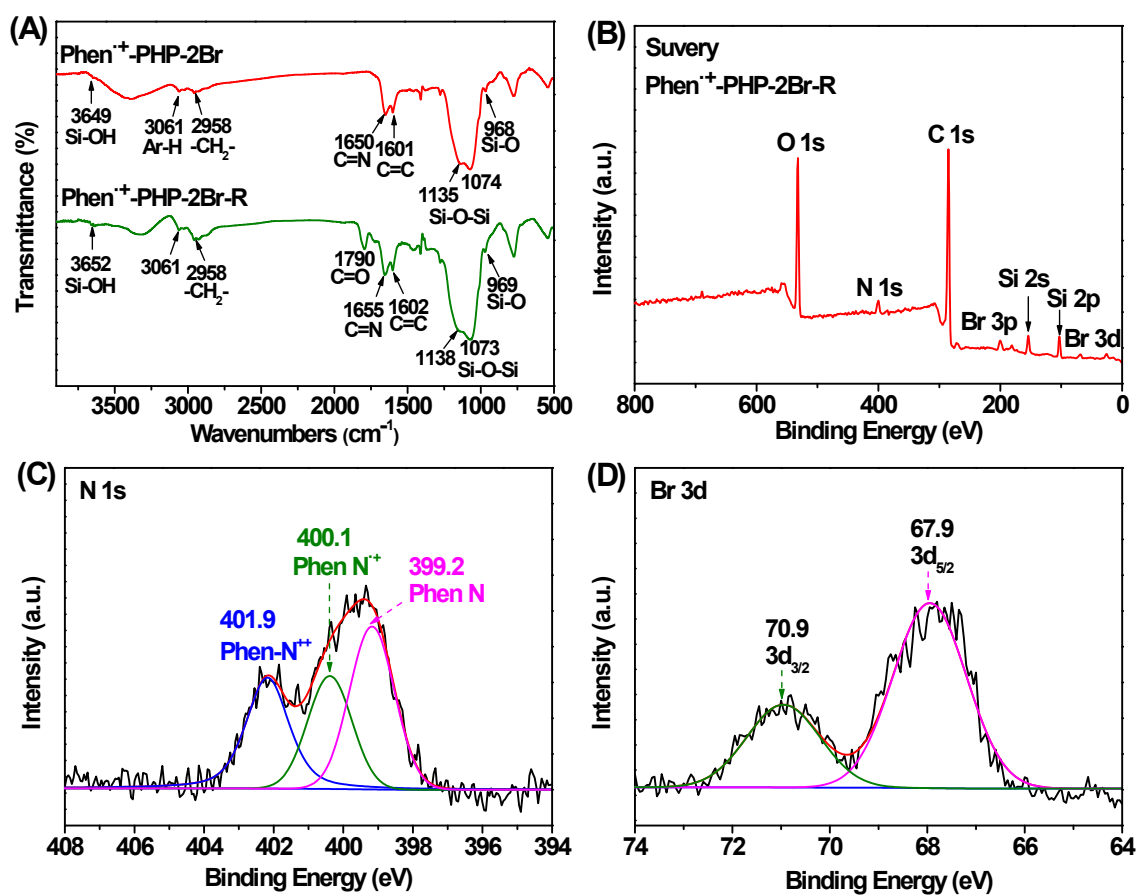 (A)
Phen·+-PHP-2Br
3649
Si-OH
3061
Ar-H
2958
-CH2-
1650
C=N
1601
C=C
968
Si-O
1135
1074
Si-O-Si
Phen·+-PHP-2Br-R
3652
Si-OH
3061
2958
-CH2-
1790
C=O
1655
C=N
1602
C=C
969
Si-O
1138
1073
Si-O-Si
Transmittance (%)
3500 3000 2500 2000 1500 1000 500
Wavenumbers (cm-1)
(B)
Suvery
Phen·+-PHP-2Br-R
O 1s
C 1s
N 1s
Si 2s
Si 2p
Br 3p
Br 3d
Intensity (a.u.)
800 600 400 200 0
Binding Energy (eV)
(C)
N 1s
400.1
Phen N·+
399.2
Phen N
401.9
Phen-N++
Intensity (a.u.)
408 406 404 402 400 398 396 394
Binding Energy (eV)
(D)
Br 3d
67.9
3d5/2
70.9
3d3/2
Intensity (a.u.)
74 72 70 68 66 64
Binding Energy (eV)